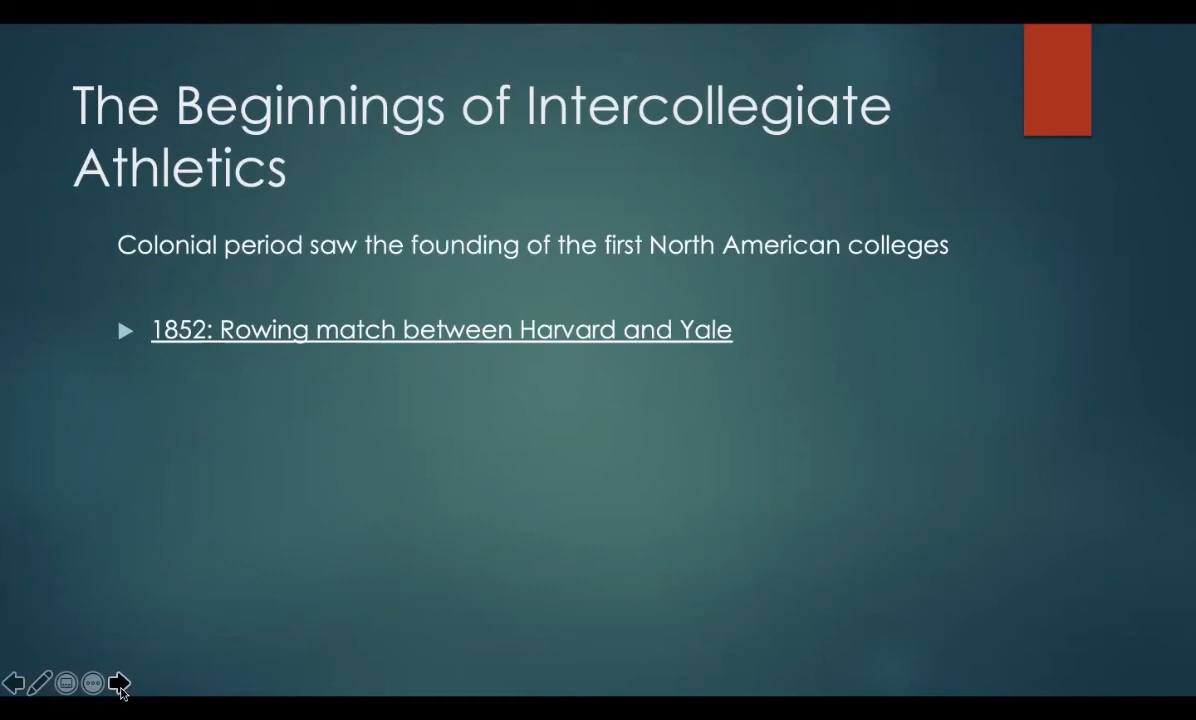 The Beginnings of Intercollegiate
Athletics
Colonial period saw the founding of the first North American colleges
1852: Rowing match between Harvard and Yale